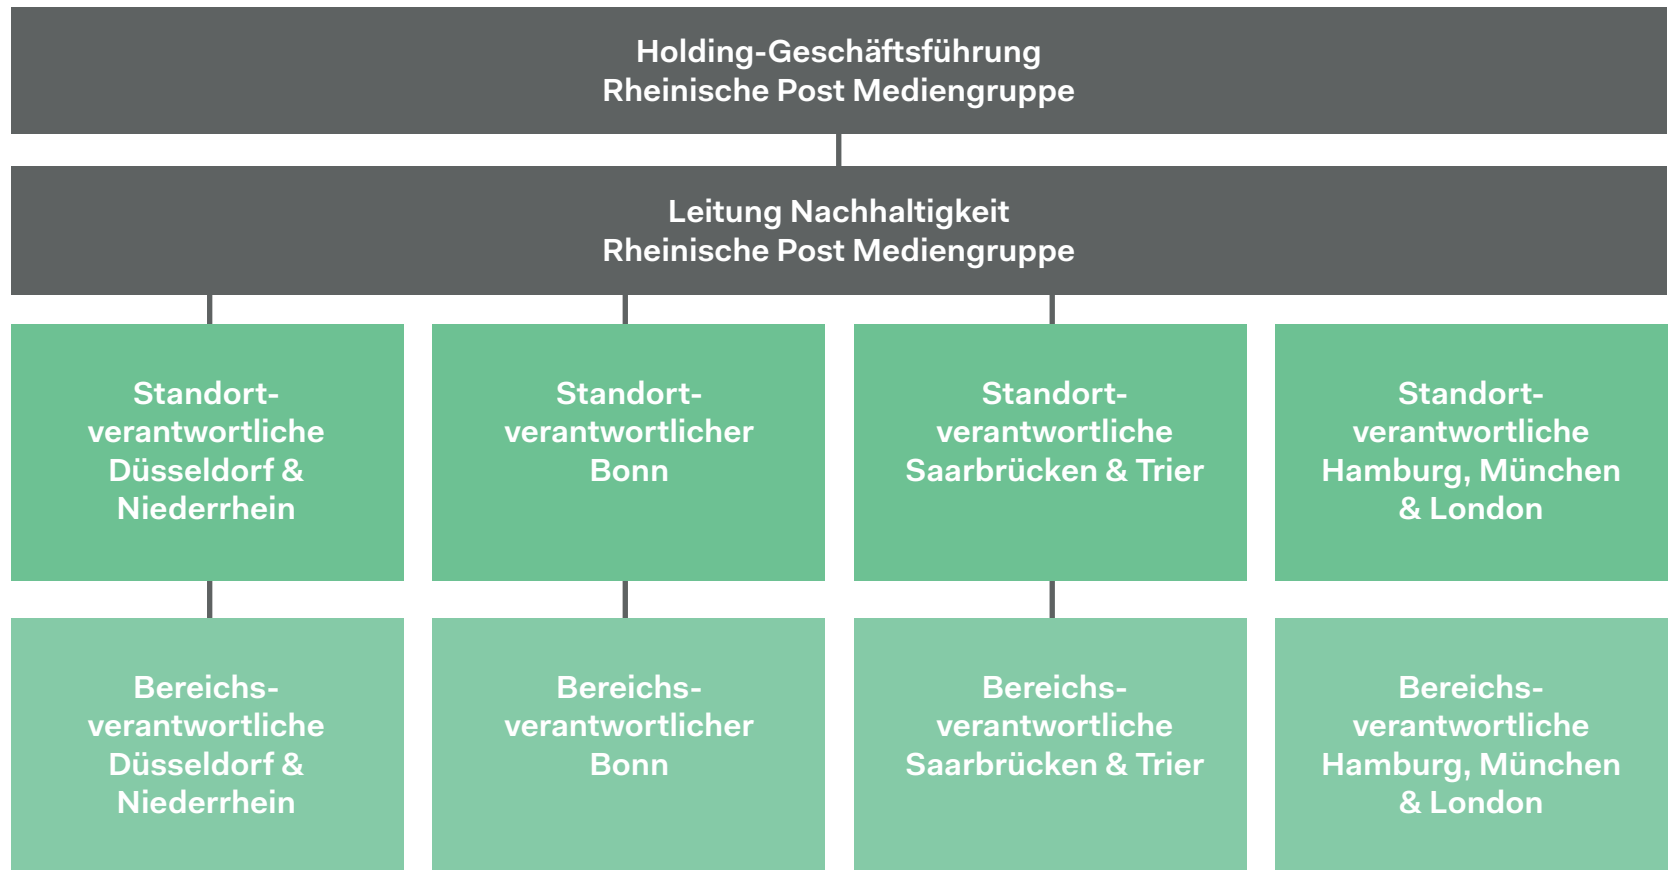 Holding-Geschäftsführung
Rheinische Post Mediengruppe
Leitung Nachhaltigkeit
Rheinische Post Mediengruppe
Standort-
verantwortliche
Düsseldorf &
Niederrhein
Standort-
verantwortlicher
Bonn
Standort-
verantwortliche
Saarbrücken & Trier
Standort-
verantwortliche
Hamburg, München
& London
Bereichs-
verantwortliche
Düsseldorf &
Niederrhein
Bereichs-
verantwortlicher
Bonn
Bereichs-
verantwortliche
Saarbrücken & Trier
Bereichs-
verantwortliche
Hamburg, München
& London